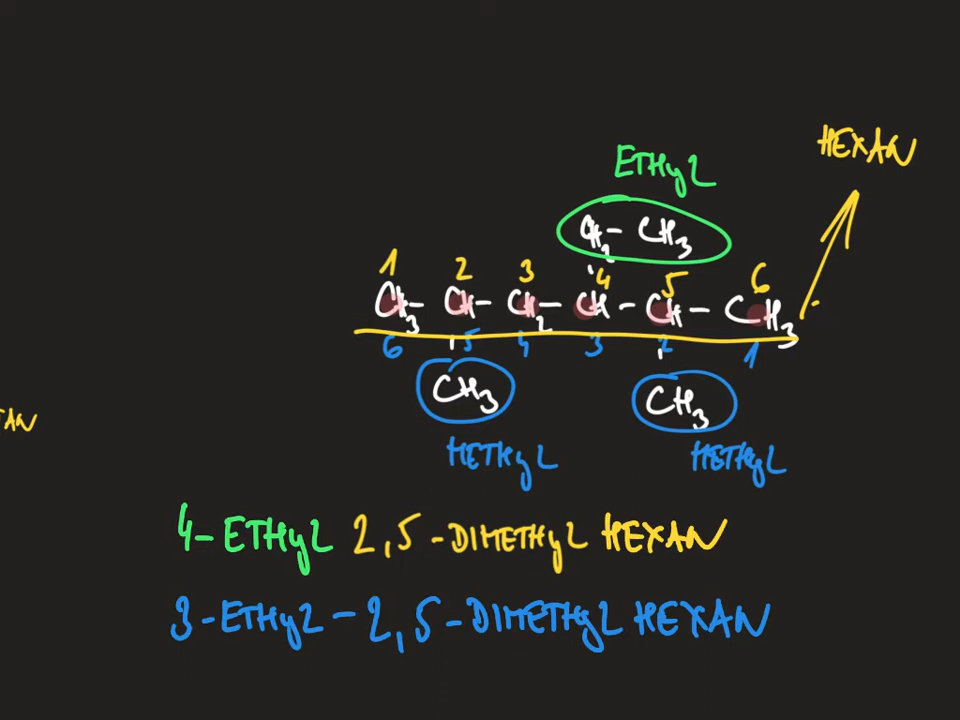 HEXAN
ETHYL
CH2 - CH3
1 2 3 4 5 6
CH3 - CH - CH2 - CH - CH - CH3
6 5 4 3 2 1
CH3 CH3
METHYL METHYL
TAN
4-ETHYL 2,5-DIMETHYL HEXAN
3-ETHYL-2,5-DIMETHYL HEXAN